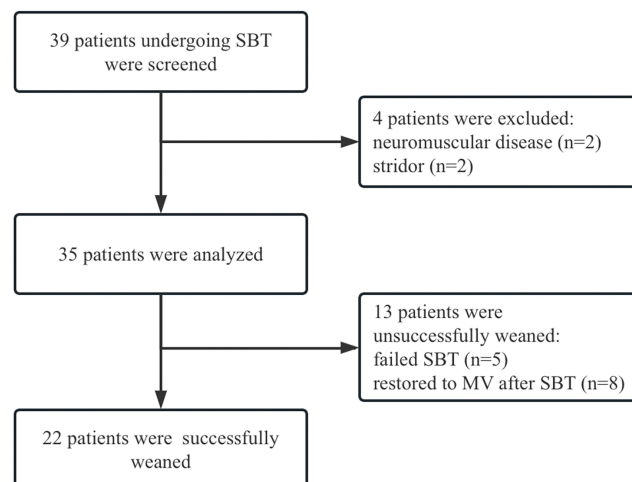 39 patients undergoing SBT
were screened
4 patients were excluded:
neuromuscular disease (n=2)
stridor (n=2)
35 patients were analyzed
13 patients were
unsuccessfully weaned:
failed SBT (n=5)
restored to MV after SBT (n=8)
22 patients were  successfully
weaned